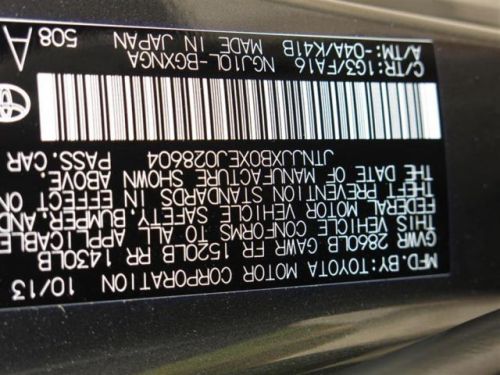 MFD. BY: TOYOTA MOTOR CORPORATION 10/13
GVWR 2860LB GAWR FR 1520LB RR 1430LB
THIS VEHICLE CONFORMS TO ALL APPLICABLE
FEDERAL MOTOR VEHICLE SAFETY, BUMPER, AND
THEFT PREVENTION STANDARDS IN EFFECT ON
THE DATE OF MANUFACTURE SHOWN ABOVE.
JTNJJXB0XEJ028604 PASS. CAR
C/TR: 1G3/FA16 NGJ10L-BGXNGA
A/TM: -04A/K41B MADE IN JAPAN 508 A